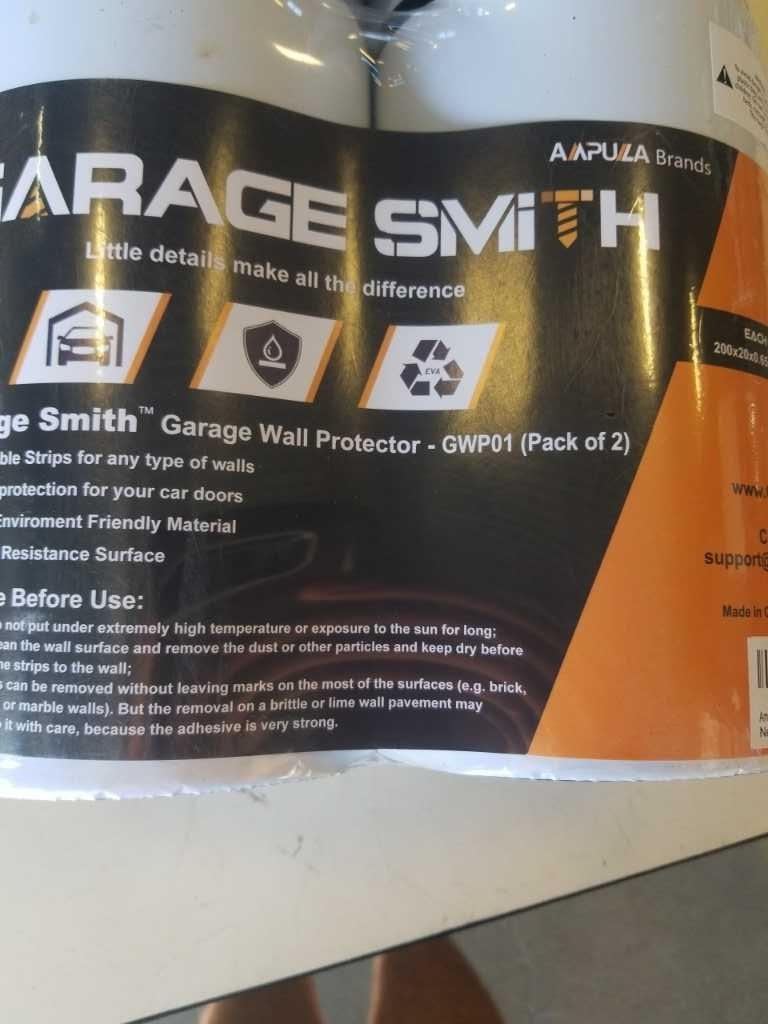 AMPULLA Brands
GARAGE SMiTH
Little details make all the difference
EVA
EACH
200x20x0.65
ge Smith™ Garage Wall Protector - GWP01 (Pack of 2)
ble Strips for any type of walls
protection for your car doors
Enviroment Friendly Material
Resistance Surface
www.
support@
Made in C
e Before Use:
not put under extremely high temperature or exposure to the sun for long;
ean the wall surface and remove the dust or other particles and keep dry before
he strips to the wall;
s can be removed without leaving marks on the most of the surfaces (e.g. brick,
or marble walls). But the removal on a brittle or lime wall pavement may
it with care, because the adhesive is very strong.